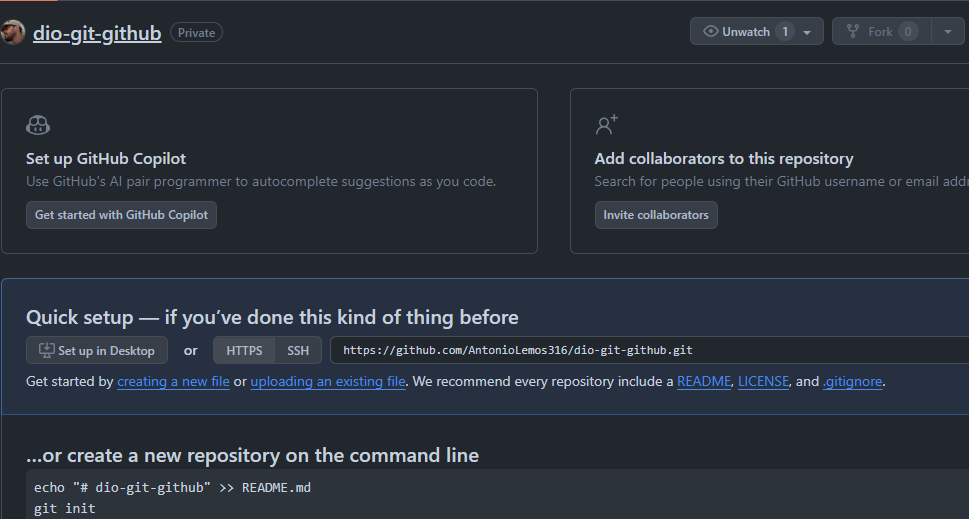 dio-git-github Private Unwatch 1 Fork 0
Set up GitHub Copilot
Use GitHub's AI pair programmer to autocomplete suggestions as you code.
Get started with GitHub Copilot
Add collaborators to this repository
Search for people using their GitHub username or email
Invite collaborators
Quick setup — if you’ve done this kind of thing before
Set up in Desktop or HTTPS SSH https://github.com/AntonioLemos316/dio-git-github.git
Get started by creating a new file or uploading an existing file. We recommend every repository include a README, LICENSE, and .gitignore.
…or create a new repository on the command line
echo "# dio-git-github" >> README.md
git init